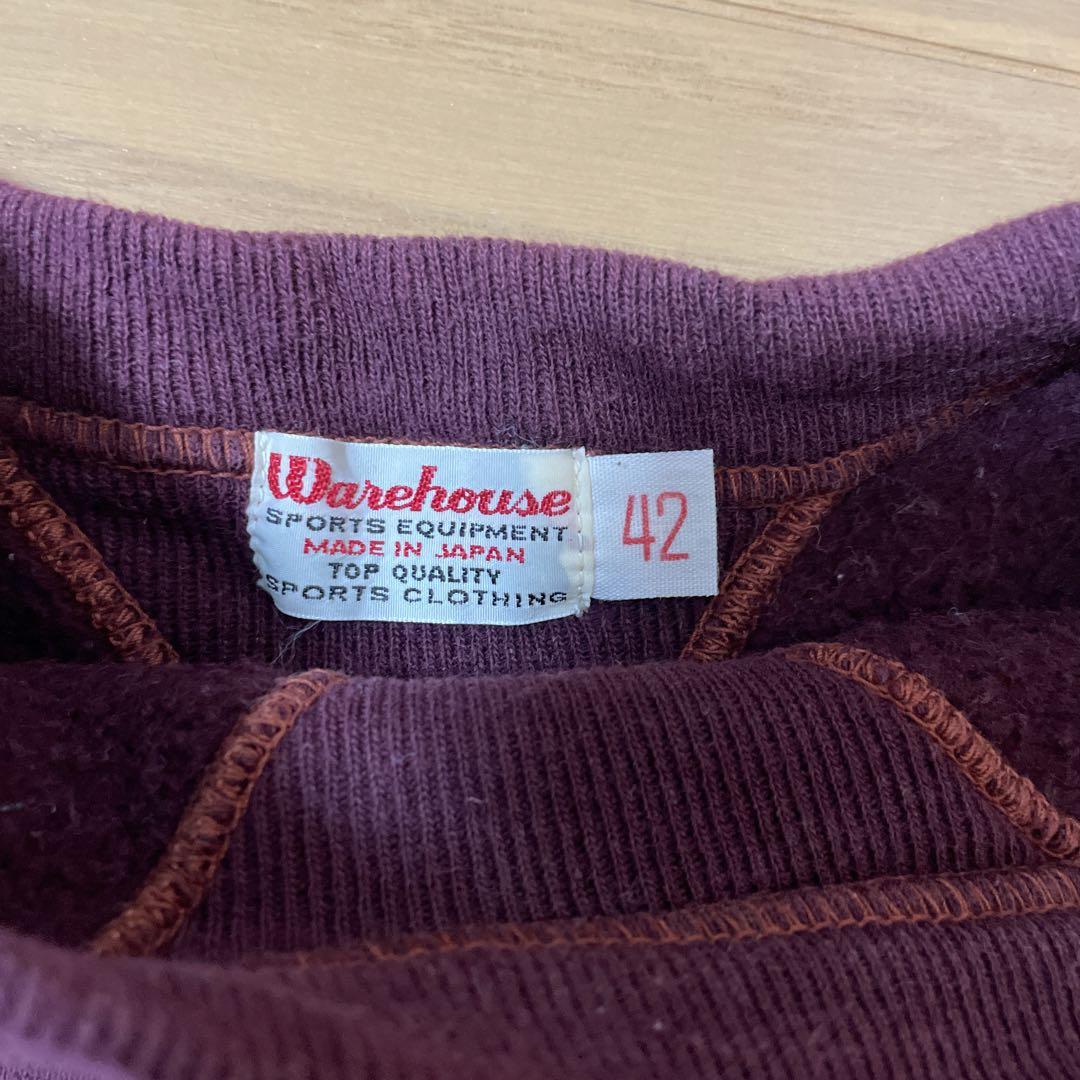 Warehouse
SPORTS EQUIPMENT
MADE IN JAPAN
TOP QUALITY
SPORTS CLOTHING
42